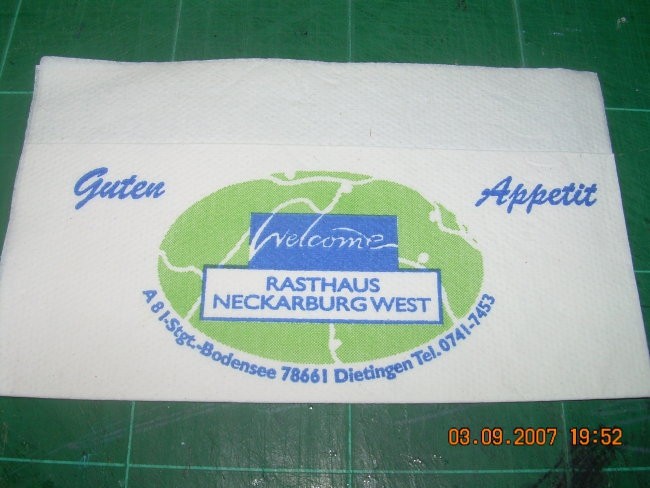 Guten Appetit
Welcome
RASTHAUS
NECKARBURG WEST
A 81-Stgt.-Bodensee 78661 Dietingen Tel. 0741-7453
03.09.2007 19:52